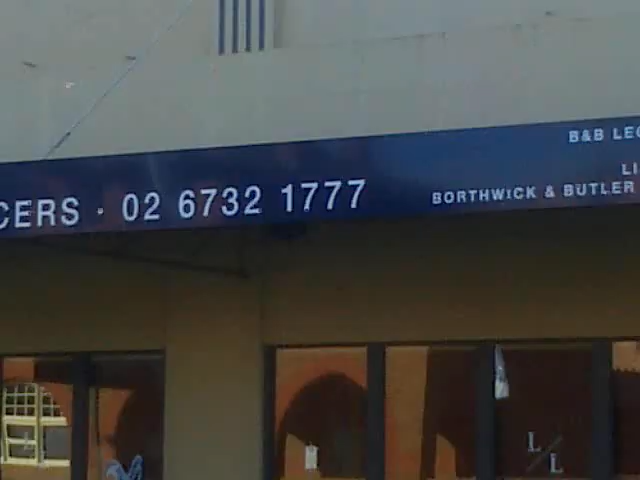 CERS · 02 6732 1777
B&B LEG
LI
BORTHWICK & BUTLER
L/L